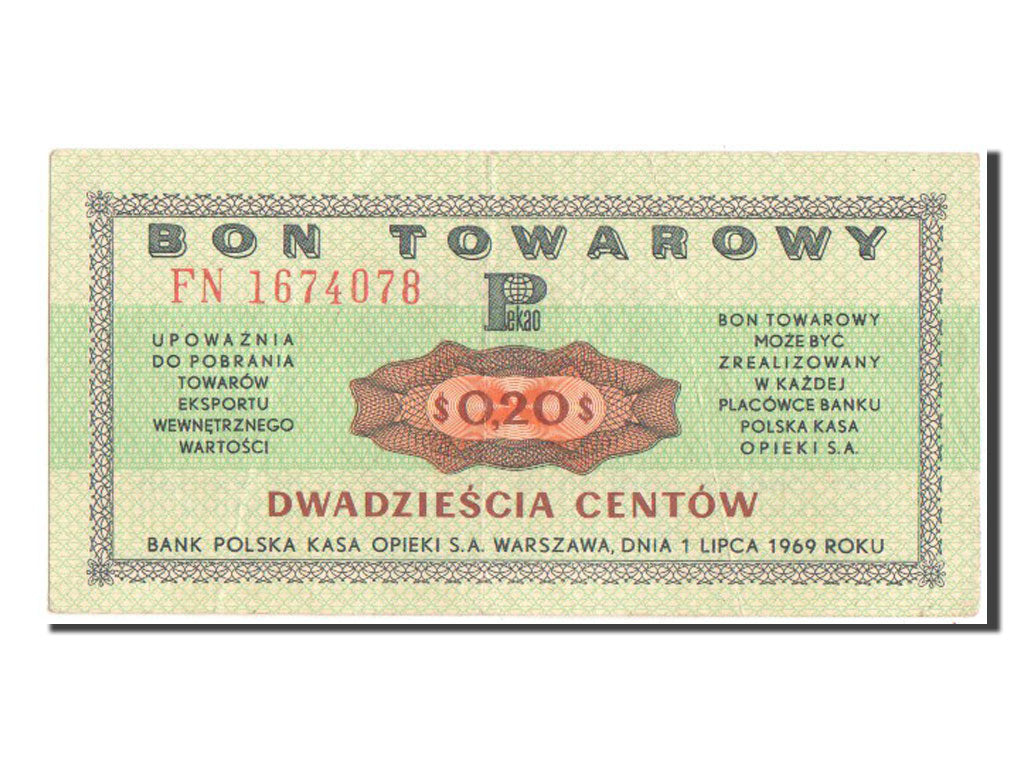 BON TOWAROWY
FN 1674078
Pekao
UPOWAŻNIA
DO POBRANIA
TOWARÓW
EKSPORTU
WEWNĘTRZNEGO
WARTOŚCI
$0,20$
BON TOWAROWY
MOŻE BYĆ
ZREALIZOWANY
W KAŻDEJ
PLACÓWCE BANKU
POLSKA KASA
OPIEKI S.A.
DWADZIEŚCIA CENTÓW
BANK POLSKA KASA OPIEKI S.A. WARSZAWA, DNIA 1 LIPCA 1969 ROKU